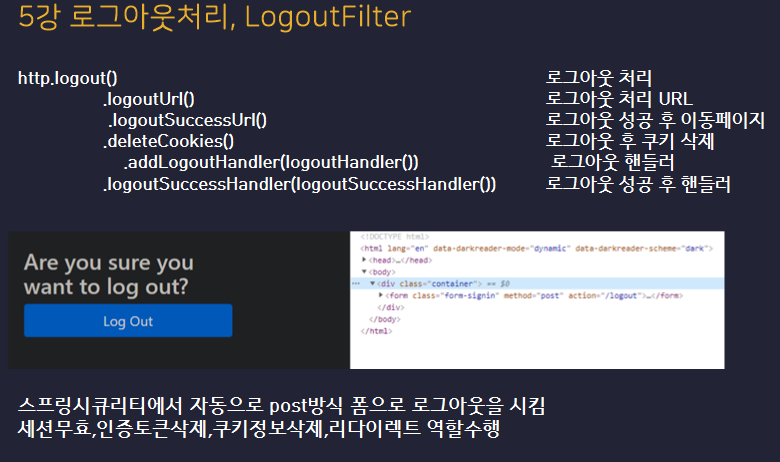 5강 로그아웃처리, LogoutFilter
http.logout() 로그아웃 처리
.logoutUrl() 로그아웃 처리 URL
.logoutSuccessUrl() 로그아웃 성공 후 이동페이지
.deleteCookies() 로그아웃 후 쿠키 삭제
.addLogoutHandler(logoutHandler()) 로그아웃 핸들러
.logoutSuccessHandler(logoutSuccessHandler()) 로그아웃 성공 후 핸들러
Are you sure you
want to log out?
Log Out
<!DOCTYPE html>
<html lang="en" data-darkreader-mode="dynamic" data-darkreader-scheme="dark">
▶<head>…</head>
▼<body>
…▼<div class="container"> == $0
▶<form class="form-signin" method="post" action="/logout">…</form>
</div>
</body>
</html>
스프링시큐리티에서 자동으로 post방식 폼으로 로그아웃을 시킴
세션무효,인증토큰삭제,쿠키정보삭제,리다이렉트 역할수행